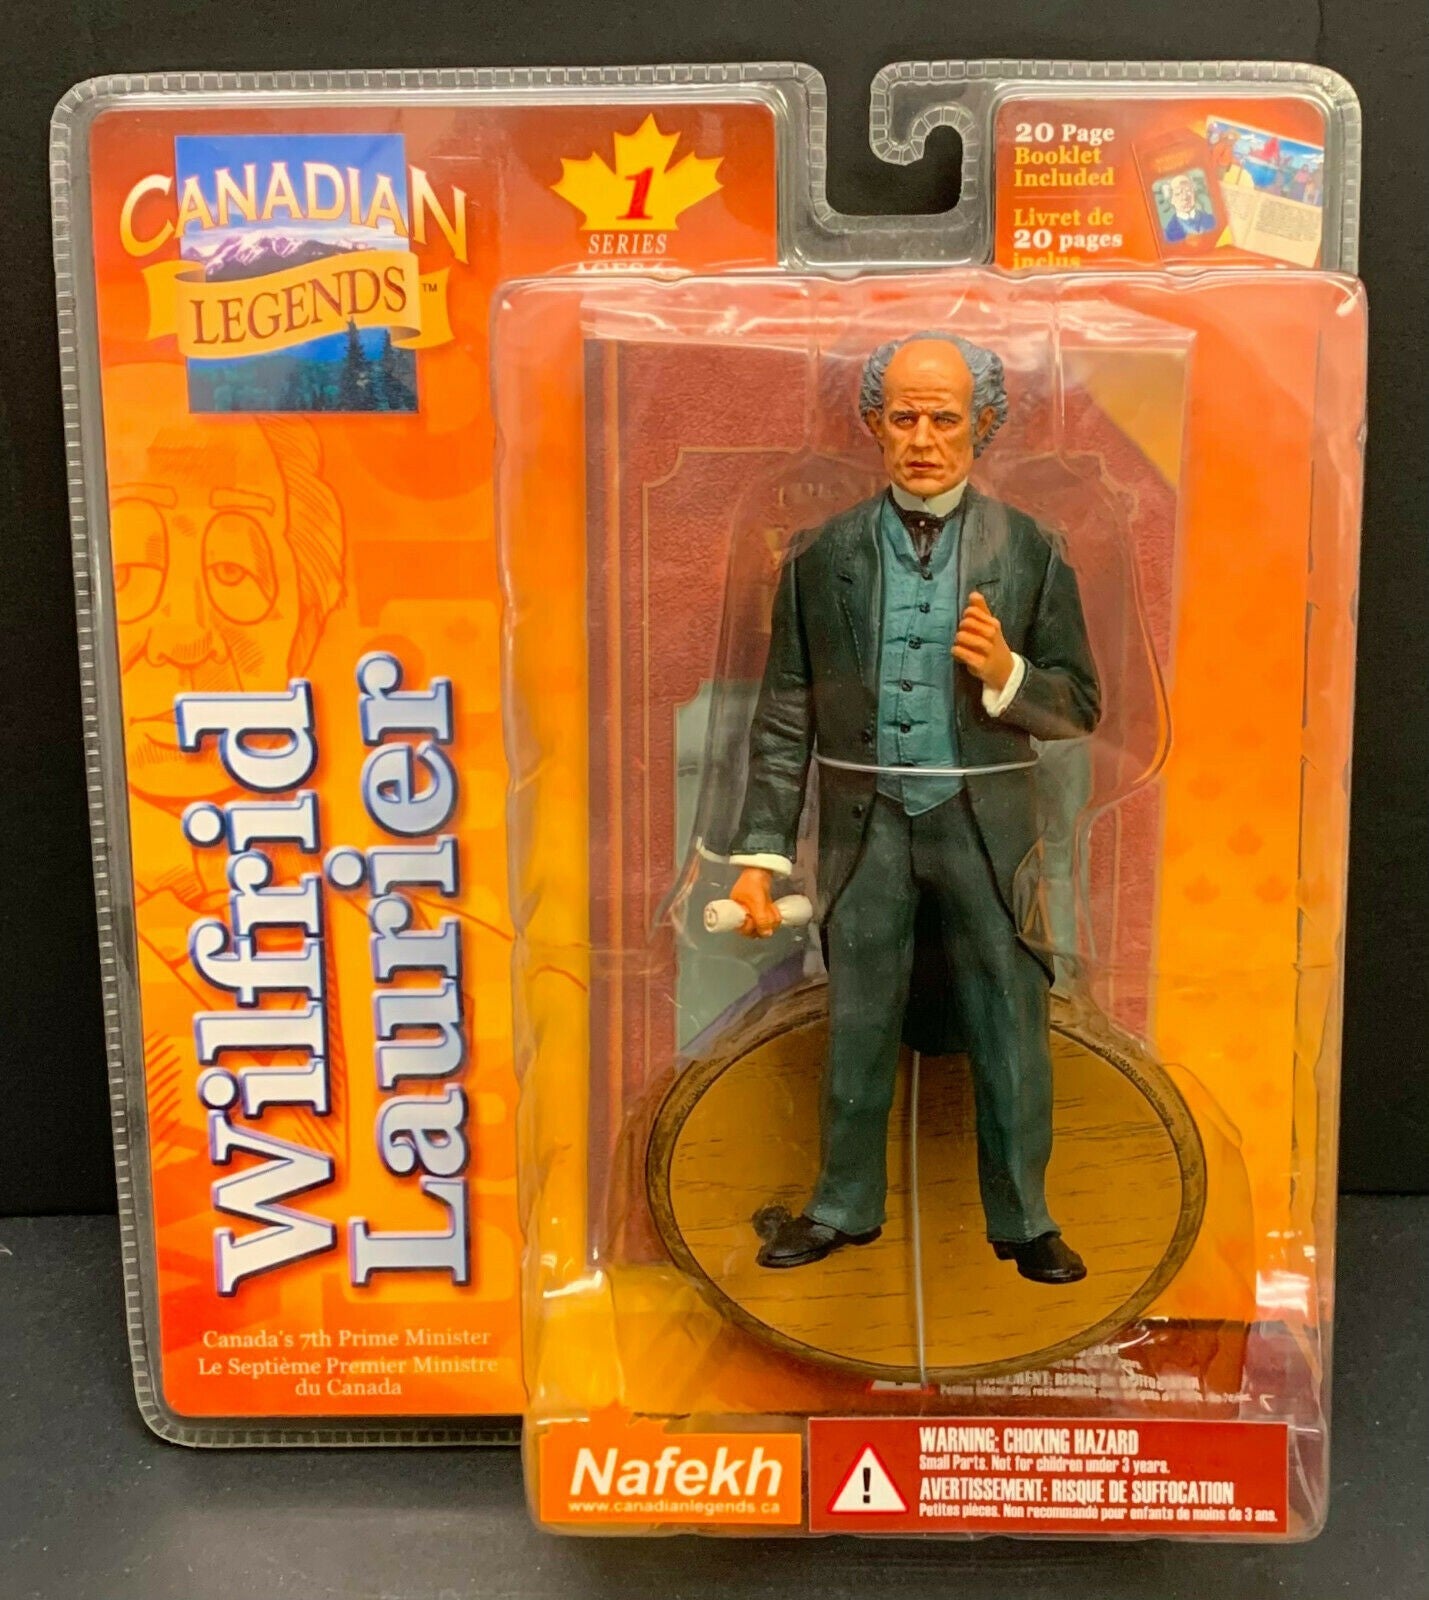 CANADIAN
LEGENDS™
1
SERIES
20 Page
Booklet
Included
Livret de
20 pages
inclus
Wilfrid
Laurier
Canada's 7th Prime Minister
Le Septième Premier Ministre
du Canada
Nafekh
www.canadianlegends.ca
WARNING: CHOKING HAZARD
Small Parts. Not for children under 3 years.
AVERTISSEMENT: RISQUE DE SUFFOCATION
Petites pièces. Non recommandé pour enfants de moins de 3 ans.